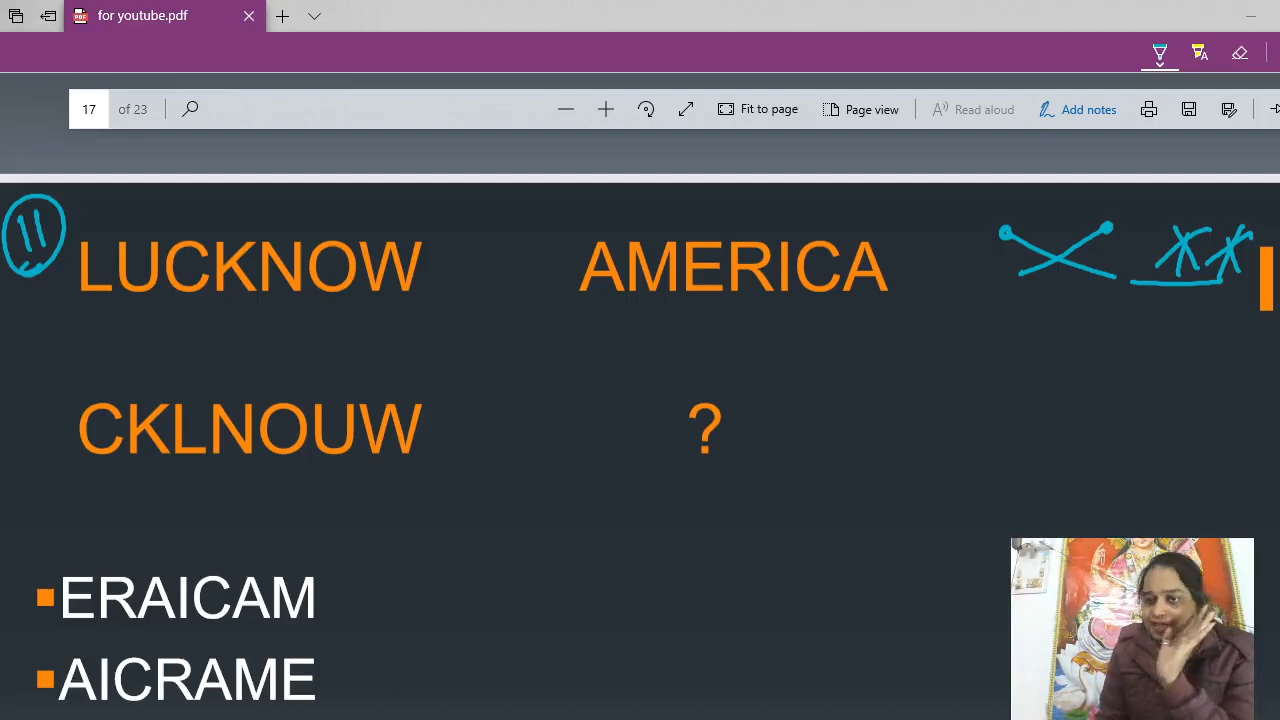 for youtube.pdf
17 of 23 Fit to page Page view Read aloud Add notes
11
LUCKNOW AMERICA
CKLNOUW ?
ERAICAM
AICRAME